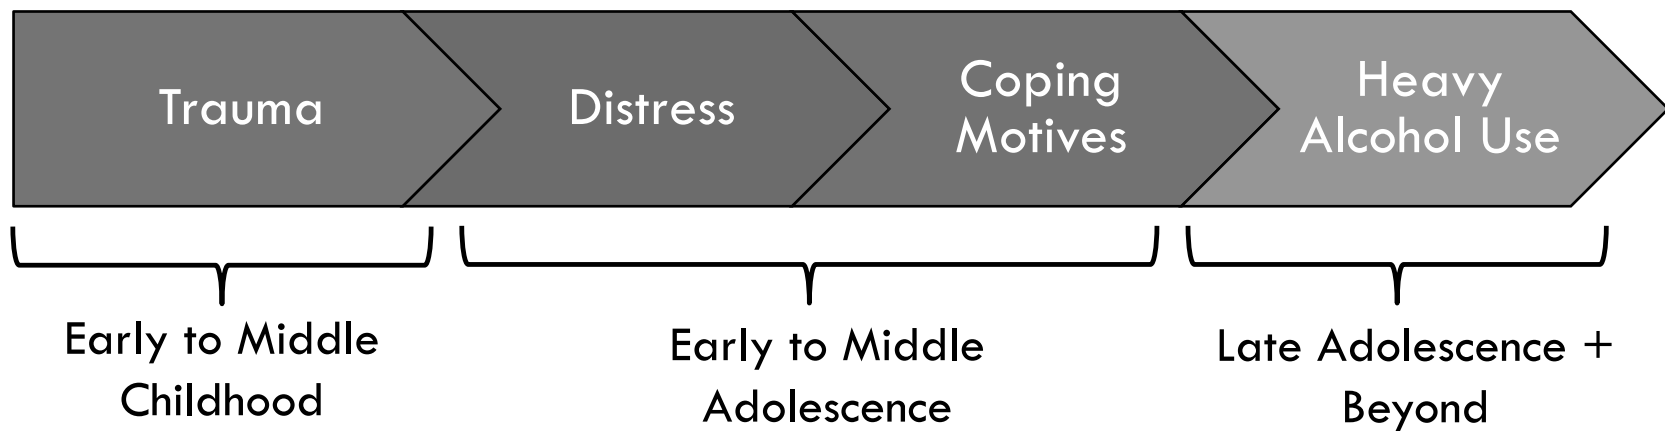 Trauma
Distress
Coping
Motives
Heavy
Alcohol Use
Early to Middle
Childhood
Early to Middle
Adolescence
Late Adolescence +
Beyond